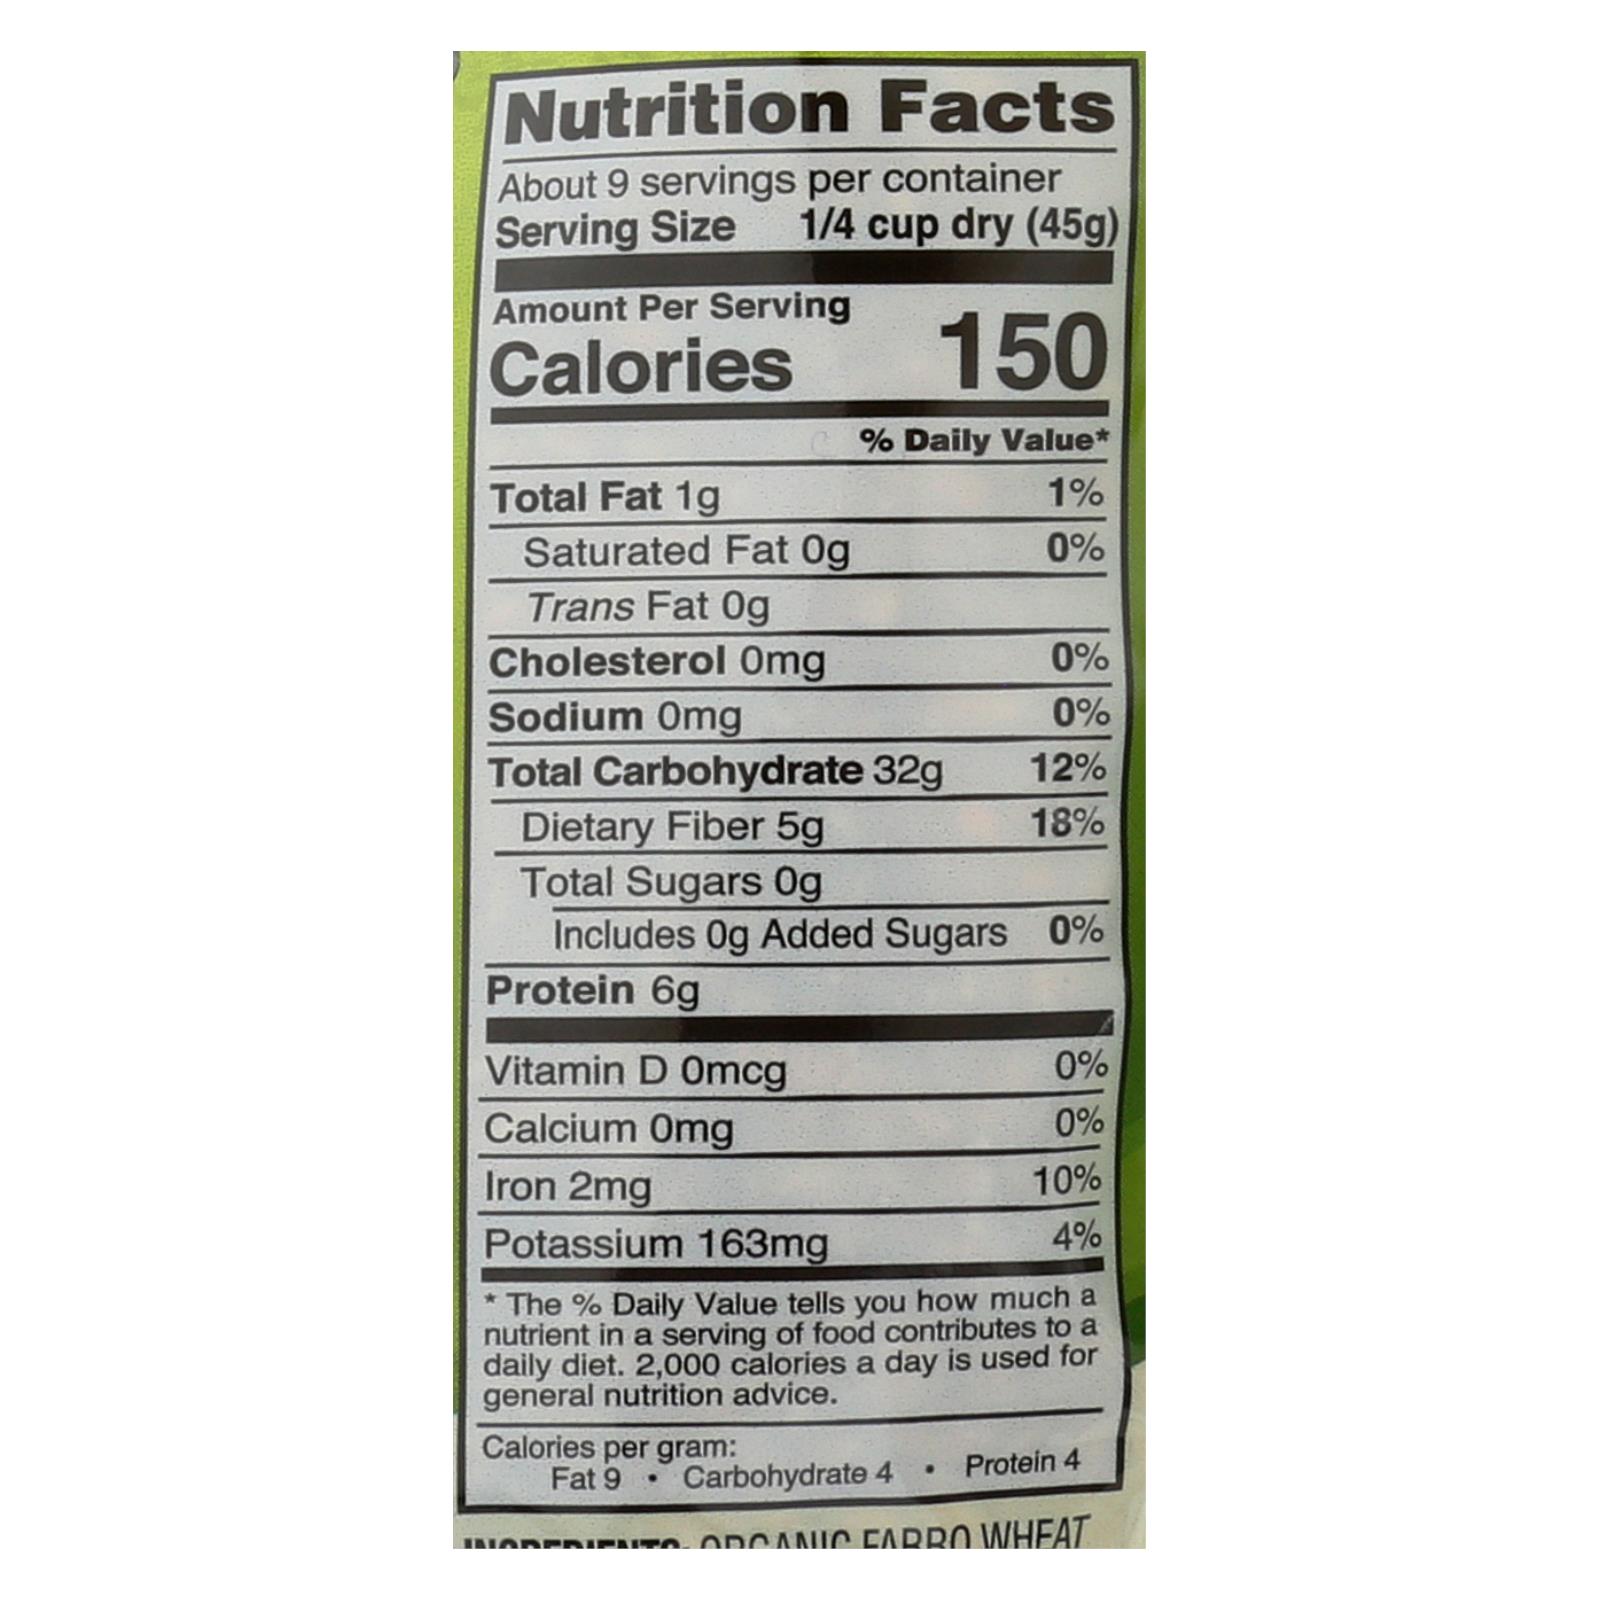 Nutrition Facts
About 9 servings per container
Serving Size 1/4 cup dry (45g)
Amount Per Serving
Calories 150
% Daily Value*
Total Fat 1g 1%
Saturated Fat 0g 0%
Trans Fat 0g
Cholesterol 0mg 0%
Sodium 0mg 0%
Total Carbohydrate 32g 12%
Dietary Fiber 5g 18%
Total Sugars 0g
Includes 0g Added Sugars 0%
Protein 6g
Vitamin D 0mcg 0%
Calcium 0mg 0%
Iron 2mg 10%
Potassium 163mg 4%
* The % Daily Value tells you how much a
nutrient in a serving of food contributes to a
daily diet. 2,000 calories a day is used for
general nutrition advice.
Calories per gram:
Fat 9 • Carbohydrate 4 • Protein 4
INGREDIENTS: ORGANIC FARRO WHEAT